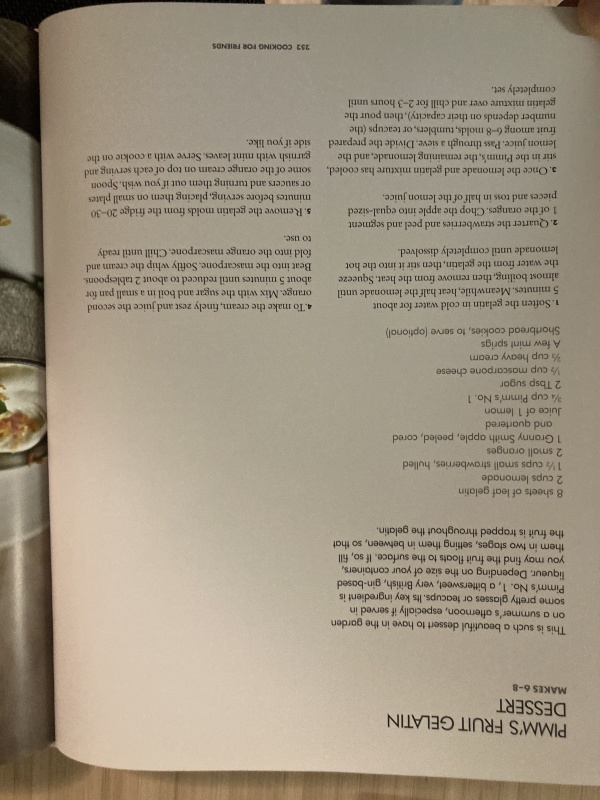 PIMM'S FRUIT GELATIN
DESSERT
MAKES 6–8
This is such a beautiful dessert to have in the garden
on a summer's afternoon, especially if served in
some pretty glasses or teacups. Its key ingredient is
Pimm's No. 1, a bittersweet, very British, gin-based
liqueur. Depending on the size of your containers,
you may find the fruit floats to the surface. If so, fill
them in two stages, setting them in between, so that
the fruit is trapped throughout the gelatin.
8 sheets of leaf gelatin
2 cups lemonade
1½ cups small strawberries, hulled
2 small oranges
1 Granny Smith apple, peeled, cored
and quartered
Juice of 1 lemon
¾ cup Pimm's No. 1
2 Tbsp sugar
½ cup mascarpone cheese
⅔ cup heavy cream
A few mint sprigs
Shortbread cookies, to serve (optional)
1. Soften the gelatin in cold water for about
5 minutes. Meanwhile, heat half the lemonade until
almost boiling, then remove from the heat. Squeeze
the water from the gelatin, then stir it into the hot
lemonade until completely dissolved.
2. Quarter the strawberries and peel and segment
1 of the oranges. Chop the apple into equal-sized
pieces and toss in half of the lemon juice.
3. Once the lemonade and gelatin mixture has cooled,
stir in the Pimm's, the remaining lemonade, and the
lemon juice. Pass through a sieve. Divide the prepared
fruit among 6–8 molds, tumblers, or teacups (the
number depends on their capacity), then pour the
gelatin mixture over and chill for 2–3 hours until
completely set.
4. To make the cream, finely zest and juice the second
orange. Mix with the sugar and boil in a small pan for
about 5 minutes until reduced to about 2 tablespoons.
Beat into the mascarpone. Softly whip the cream and
fold into the orange mascarpone. Chill until ready
to use.
5. Remove the gelatin molds from the fridge 20–30
minutes before serving, placing them on small plates
or saucers and turning them out if you wish. Spoon
some of the orange cream on top of each serving and
garnish with mint leaves. Serve with a cookie on the
side if you like.
252 COOKING FOR FRIENDS